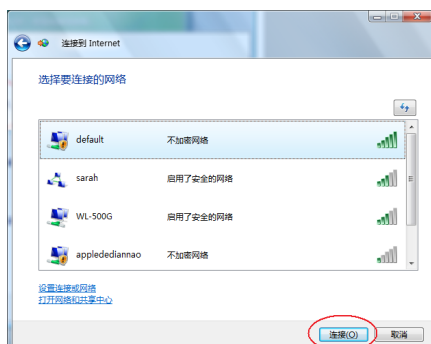 连接到 Internet
选择要连接的网络
default 不加密网络
sarah 启用了安全的网络
WL-500G 启用了安全的网络
appledediannao 不加密网络
设置连接或网络
打开网络和共享中心
连接(O) 取消